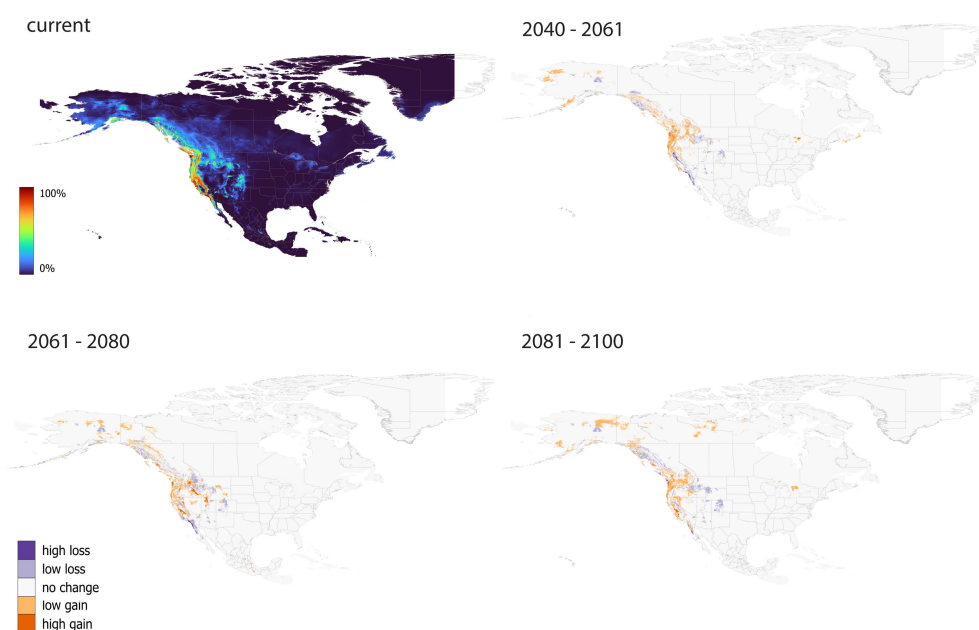 current
2040 - 2061
100%
0%
2061 - 2080
2081 - 2100
high loss
low loss
no change
low gain
high gain